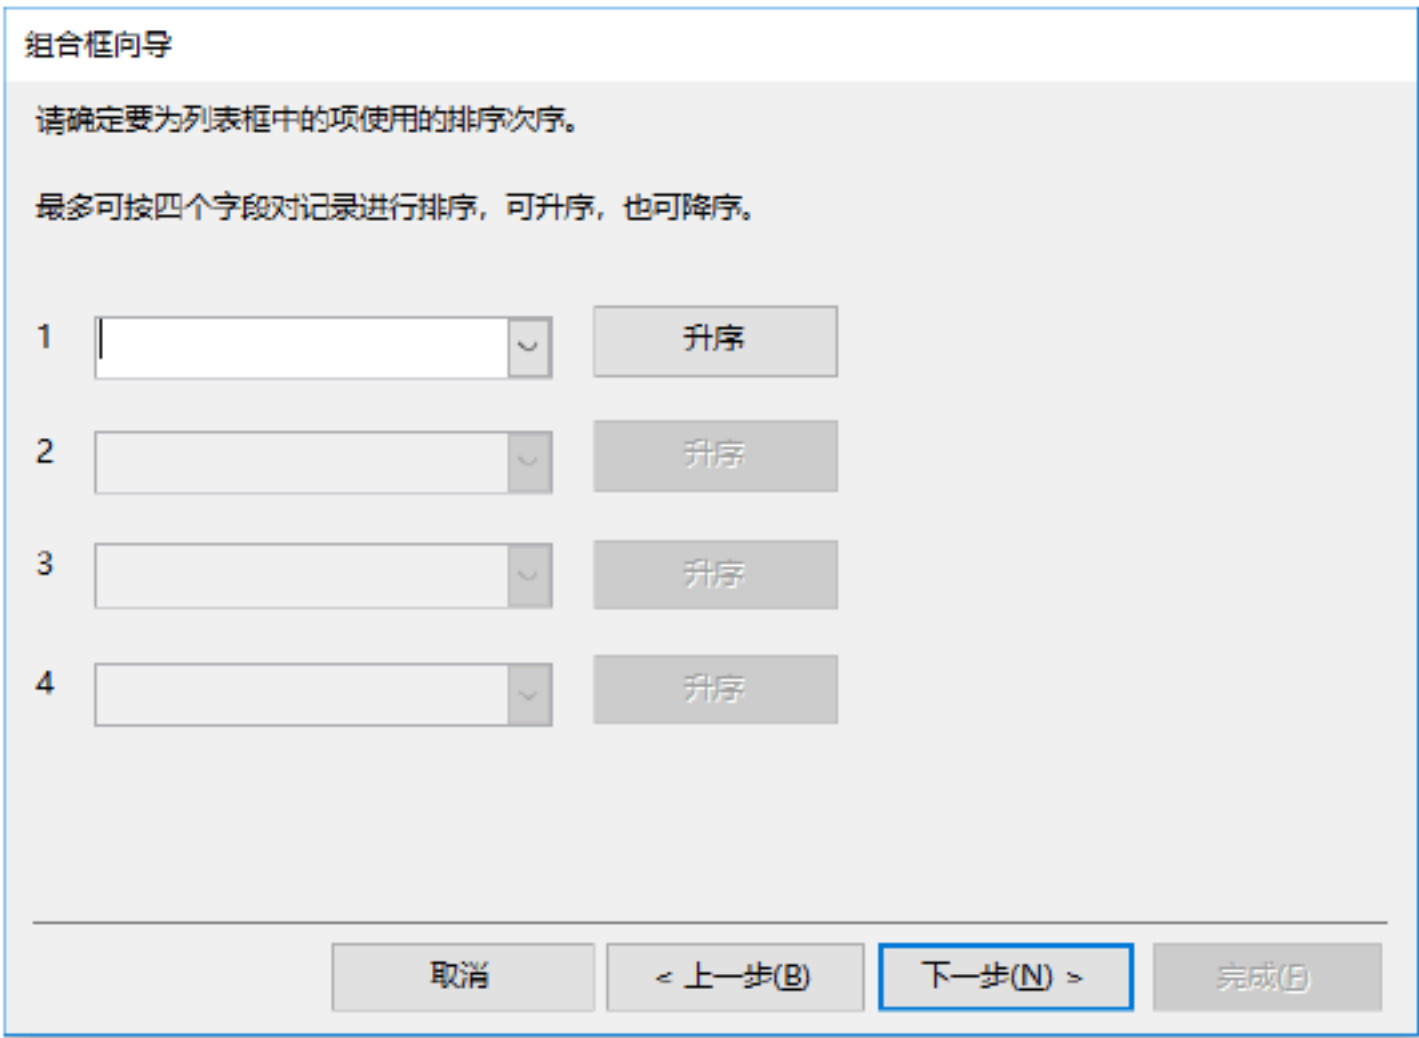 组合框向导
请确定要为列表框中的项使用的排序次序。
最多可按四个字段对记录进行排序，可升序，也可降序。
1 升序
2 升序
3 升序
4 升序
取消 < 上一步(B) 下一步(N) > 完成(F)